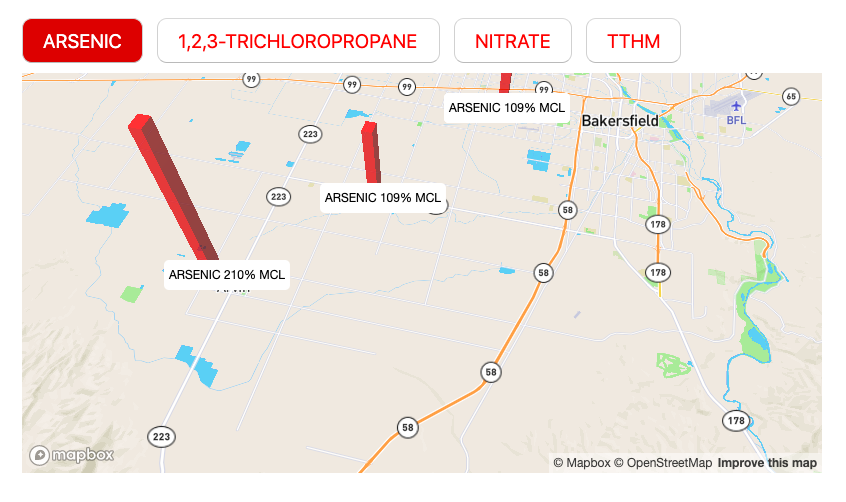 ARSENIC
1,2,3-TRICHLOROPROPANE
NITRATE
TTHM
99
99
99
99
65
ARSENIC 109% MCL
Bakersfield
BFL
223
223
ARSENIC 109% MCL
58
178
ARSENIC 210% MCL
58
178
58
58
178
223
mapbox
© Mapbox © OpenStreetMap Improve this map